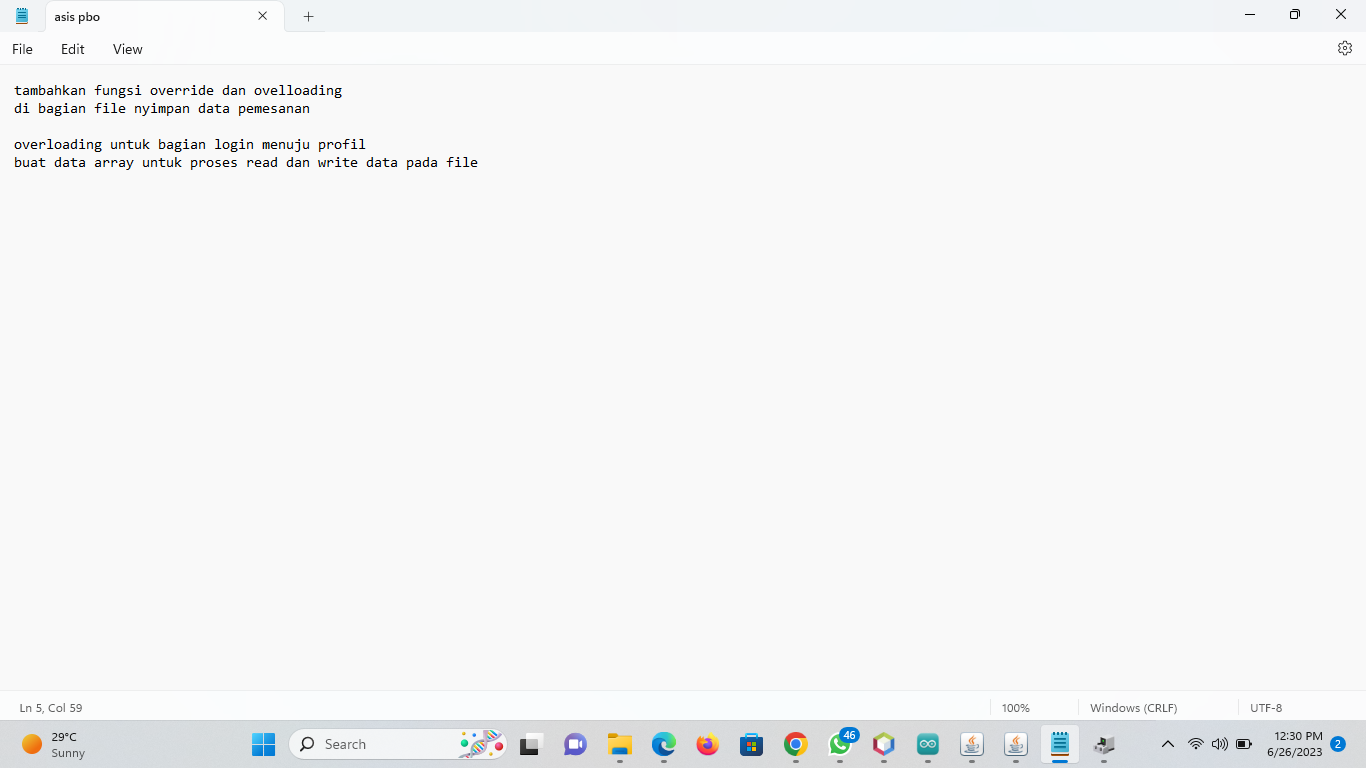 asis pbo
File Edit View
tambahkan fungsi override dan ovelloading
di bagian file nyimpan data pemesanan
overloading untuk bagian login menuju profil
buat data array untuk proses read dan write data pada file
Ln 5, Col 59
100%
Windows (CRLF)
UTF-8
29°C
Sunny
Search
46
12:30 PM
6/26/2023
2